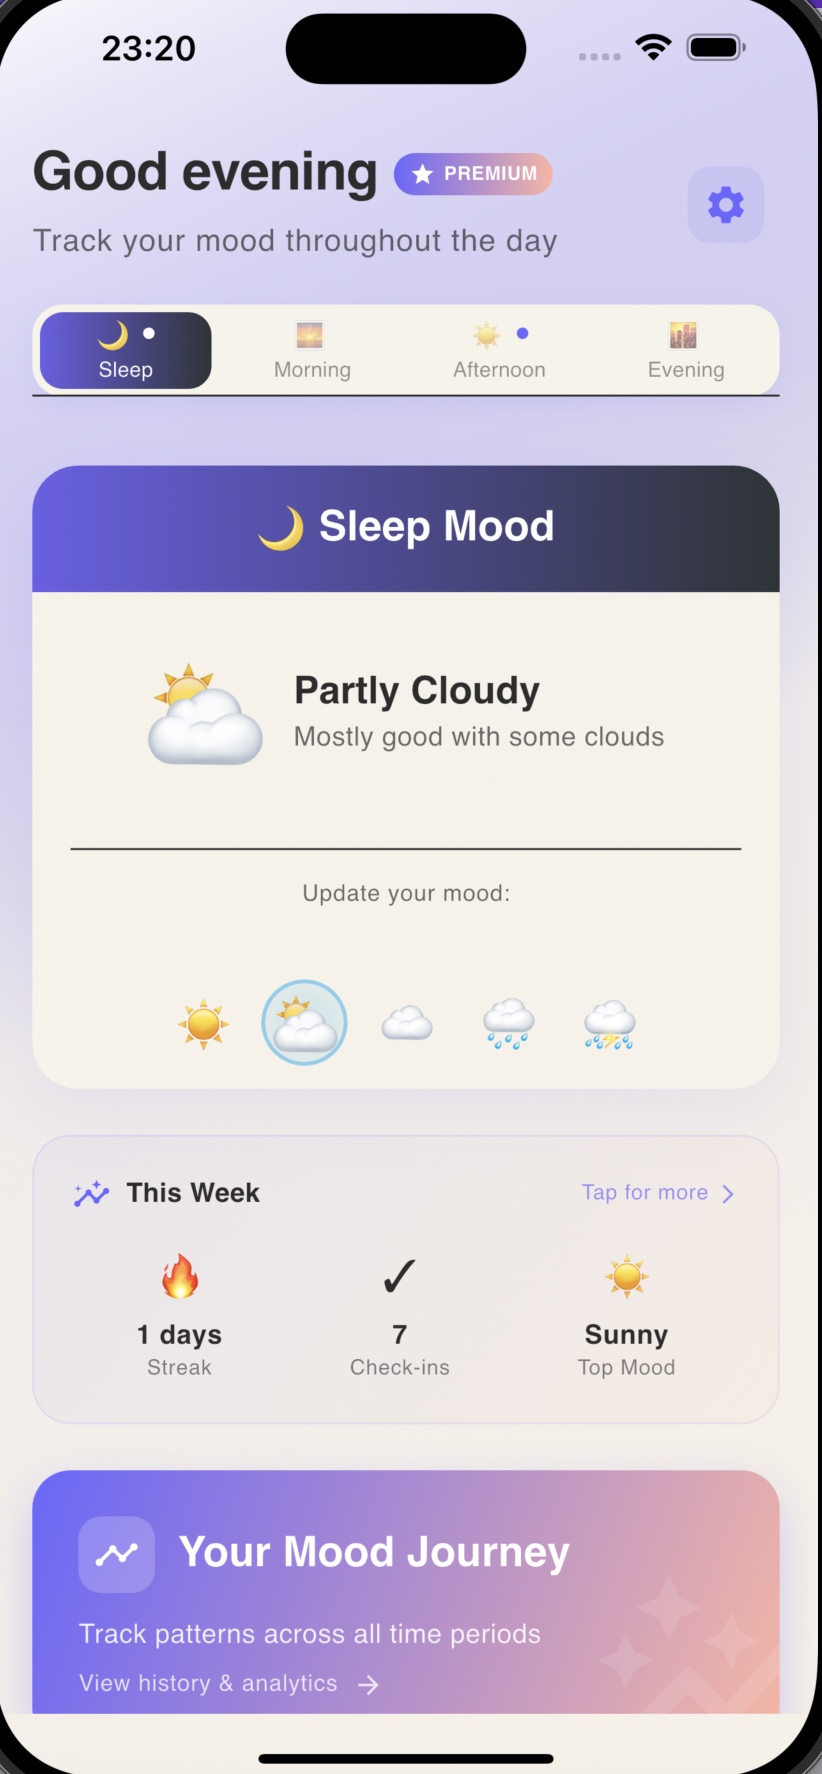 23:20
Good evening PREMIUM
Track your mood throughout the day
Sleep Morning Afternoon Evening
Sleep Mood
Partly Cloudy
Mostly good with some clouds
Update your mood:
This Week Tap for more
1 days 7 Sunny
Streak Check-ins Top Mood
Your Mood Journey
Track patterns across all time periods
View history & analytics